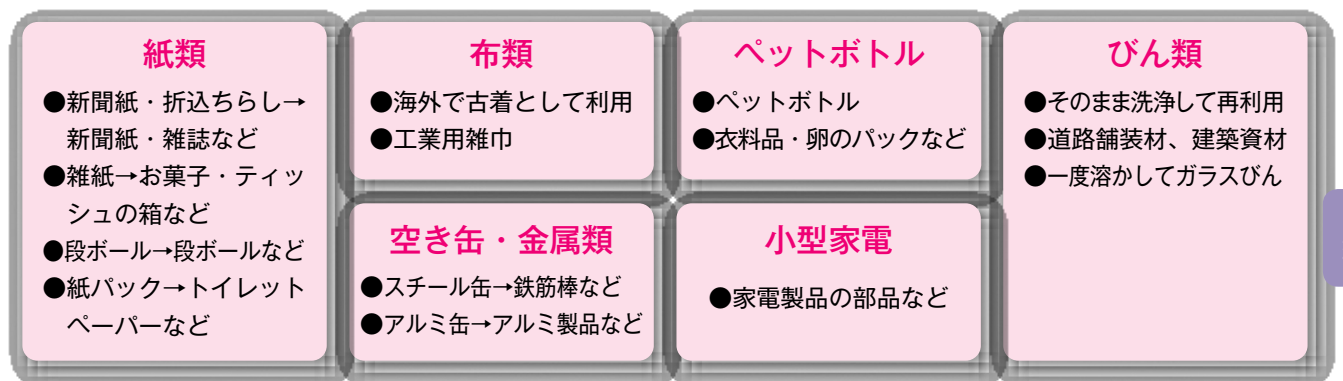 紙類
●新聞紙・折込ちらし→
新聞紙・雑誌など
●雑紙→お菓子・ティッ
シュの箱など
●段ボール→段ボールなど
●紙パック→トイレット
ペーパーなど
布類
●海外で古着として利用
●工業用雑巾
ペットボトル
●ペットボトル
●衣料品・卵のパックなど
びん類
●そのまま洗浄して再利用
●道路舗装材、建築資材
●一度溶かしてガラスびん
空き缶・金属類
●スチール缶→鉄筋棒など
●アルミ缶→アルミ製品など
小型家電
●家電製品の部品など